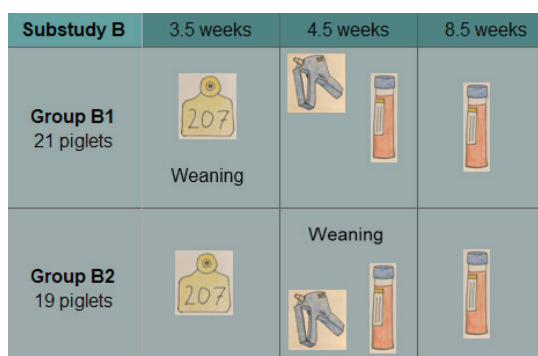 Substudy B 3.5 weeks 4.5 weeks 8.5 weeks
Group B1
21 piglets
207
Weaning
Group B2
19 piglets
207
Weaning